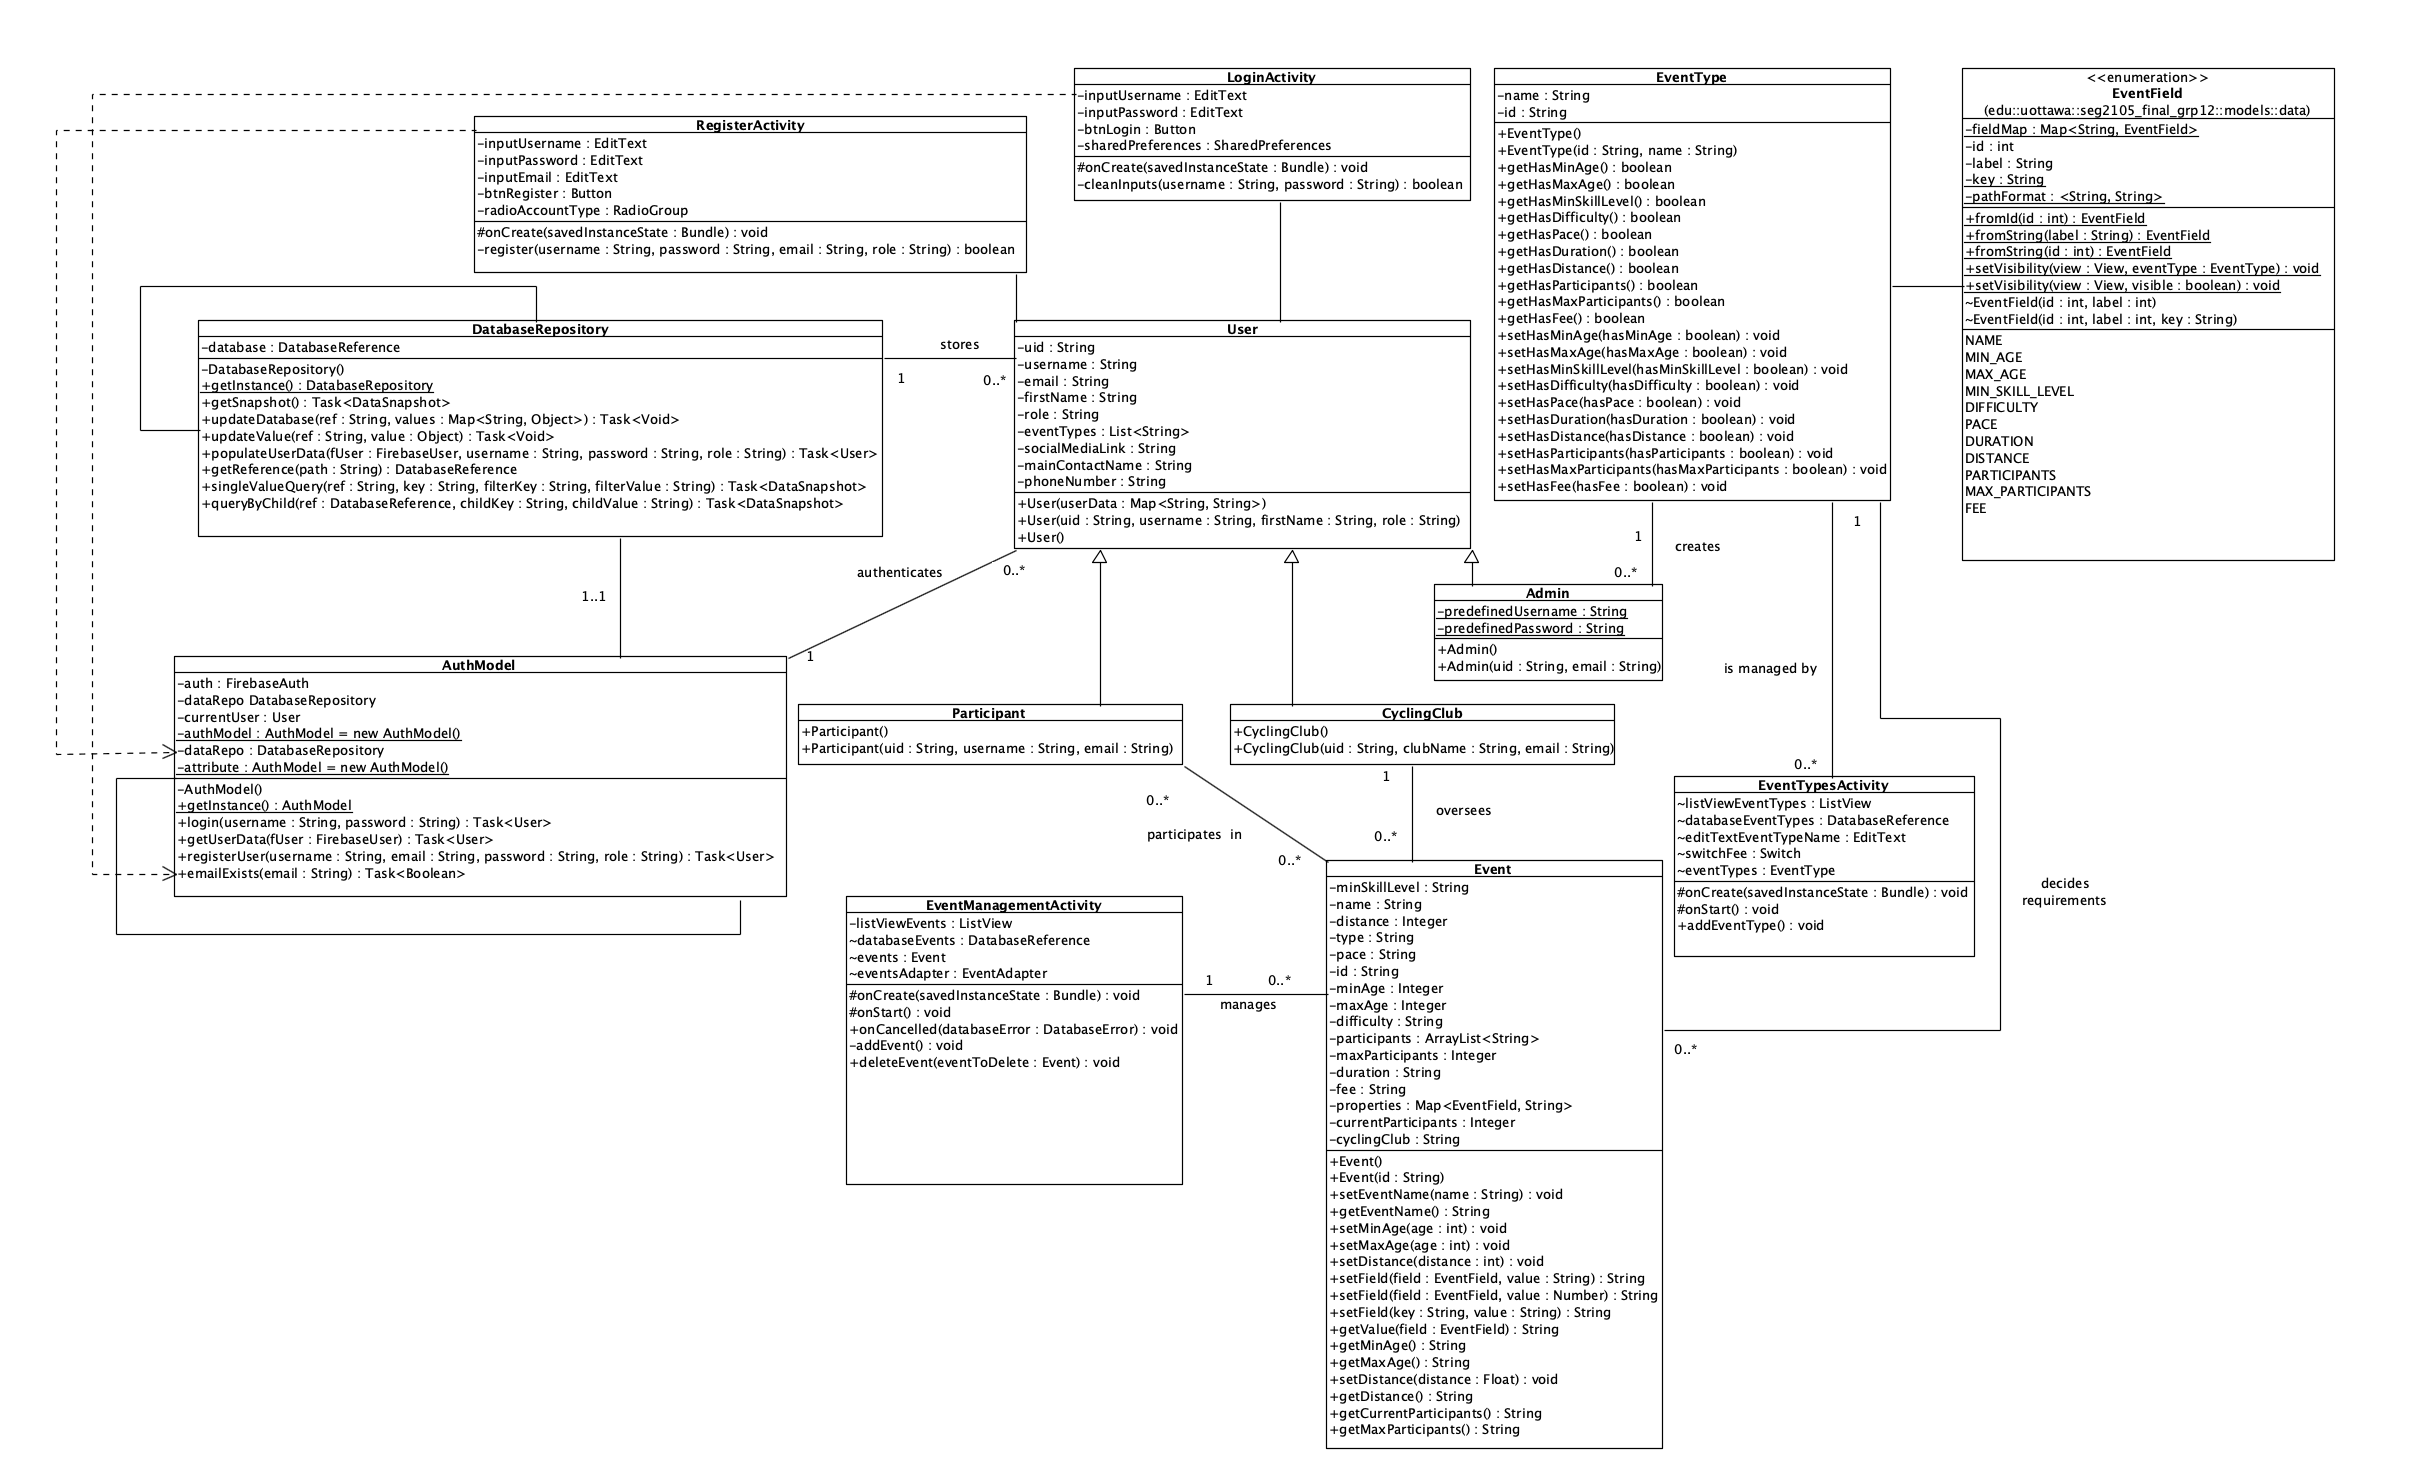 LoginActivity
-inputUsername : EditText
-inputPassword : EditText
-btnLogin : Button
-sharedPreferences : SharedPreferences
#onCreate(savedInstanceState : Bundle) : void
-cleanInputs(username : String, password : String) : boolean
EventType
-name : String
-id : String
+EventType()
+EventType(id : String, name : String)
+getHasMinAge() : boolean
+getHasMaxAge() : boolean
+getHasMinSkillLevel() : boolean
+getHasDifficulty() : boolean
+getHasPace() : boolean
+getHasDuration() : boolean
+getHasDistance() : boolean
+getHasParticipants() : boolean
+getHasMaxParticipants() : boolean
+getHasFee() : boolean
+setHasMinAge(hasMinAge : boolean) : void
+setHasMaxAge(hasMaxAge : boolean) : void
+setHasMinSkillLevel(hasMinSkillLevel : boolean) : void
+setHasDifficulty(hasDifficulty : boolean) : void
+setHasPace(hasPace : boolean) : void
+setHasDuration(hasDuration : boolean) : void
+setHasDistance(hasDistance : boolean) : void
+setHasParticipants(hasParticipants : boolean) : void
+setHasMaxParticipants(hasMaxParticipants : boolean) : void
+setHasFee(hasFee : boolean) : void
<<enumeration>>
EventField
(edu::uottawa::seg2105_final_grp12::models::data)
-fieldMap : Map<String, EventField>
-id : int
-label : String
-key : String
-pathFormat : <String, String>
+fromId(id : int) : EventField
+fromString(label : String) : EventField
+fromString(id : int) : EventField
+setVisibility(view : View, eventType : EventType) : void
+setVisibility(view : View, visible : boolean) : void
~EventField(id : int, label : int)
~EventField(id : int, label : int, key : String)
NAME
MIN_AGE
MAX_AGE
MIN_SKILL_LEVEL
DIFFICULTY
PACE
DURATION
DISTANCE
PARTICIPANTS
MAX_PARTICIPANTS
FEE
RegisterActivity
-inputUsername : EditText
-inputPassword : EditText
-inputEmail : EditText
-btnRegister : Button
-radioAccountType : RadioGroup
#onCreate(savedInstanceState : Bundle) : void
-register(username : String, password : String, email : String, role : String) : boolean
DatabaseRepository
-database : DatabaseReference
-DatabaseRepository()
+getInstance() : DatabaseRepository
+getSnapshot() : Task<DataSnapshot>
+updateDatabase(ref : String, values : Map<String, Object>) : Task<Void>
+updateValue(ref : String, value : Object) : Task<Void>
+populateUserData(fUser : FirebaseUser, username : String, password : String, role : String) : Task<User>
+getReference(path : String) : DatabaseReference
+singleValueQuery(ref : String, key : String, filterKey : String, filterValue : String) : Task<DataSnapshot>
+queryByChild(ref : DatabaseReference, childKey : String, childValue : String) : Task<DataSnapshot>
stores
1
0..*
User
-uid : String
-username : String
-email : String
-firstName : String
-role : String
-eventTypes : List<String>
-socialMediaLink : String
-mainContactName : String
-phoneNumber : String
+User(userData : Map<String, String>)
+User(uid : String, username : String, firstName : String, role : String)
+User()
authenticates
0..*
1
1..1
1
creates
0..*
Admin
-predefinedUsername : String
-predefinedPassword : String
+Admin()
+Admin(uid : String, email : String)
1
is managed by
0..*
AuthModel
-auth : FirebaseAuth
-dataRepo DatabaseRepository
-currentUser : User
-authModel : AuthModel = new AuthModel()
-dataRepo : DatabaseRepository
-attribute : AuthModel = new AuthModel()
-AuthModel()
+getInstance() : AuthModel
+login(username : String, password : String) : Task<User>
+getUserData(fUser : FirebaseUser) : Task<User>
+registerUser(username : String, email : String, password : String, role : String) : Task<User>
+emailExists(email : String) : Task<Boolean>
Participant
+Participant()
+Participant(uid : String, username : String, email : String)
CyclingClub
+CyclingClub()
+CyclingClub(uid : String, clubName : String, email : String)
0..*
participates in
0..*
1
oversees
0..*
EventTypesActivity
~listViewEventTypes : ListView
~databaseEventTypes : DatabaseReference
~editTextEventTypeName : EditText
~switchFee : Switch
~eventTypes : EventType
#onCreate(savedInstanceState : Bundle) : void
#onStart() : void
+addEventType() : void
decides
requirements
0..*
EventManagementActivity
-listViewEvents : ListView
~databaseEvents : DatabaseReference
~events : Event
~eventsAdapter : EventAdapter
#onCreate(savedInstanceState : Bundle) : void
#onStart() : void
+onCancelled(databaseError : DatabaseError) : void
-addEvent() : void
+deleteEvent(eventToDelete : Event) : void
1
0..*
manages
Event
-minSkillLevel : String
-name : String
-distance : Integer
-type : String
-pace : String
-id : String
-minAge : Integer
-maxAge : Integer
-difficulty : String
-participants : ArrayList<String>
-maxParticipants : Integer
-duration : String
-fee : String
-properties : Map<EventField, String>
-currentParticipants : Integer
-cyclingClub : String
+Event()
+Event(id : String)
+setEventName(name : String) : void
+getEventName() : String
+setMinAge(age : int) : void
+setMaxAge(age : int) : void
+setDistance(distance : int) : void
+setField(field : EventField, value : String) : String
+setField(field : EventField, value : Number) : String
+setField(key : String, value : String) : String
+getValue(field : EventField) : String
+getMinAge() : String
+getMaxAge() : String
+setDistance(distance : Float) : void
+getDistance() : String
+getCurrentParticipants() : String
+getMaxParticipants() : String